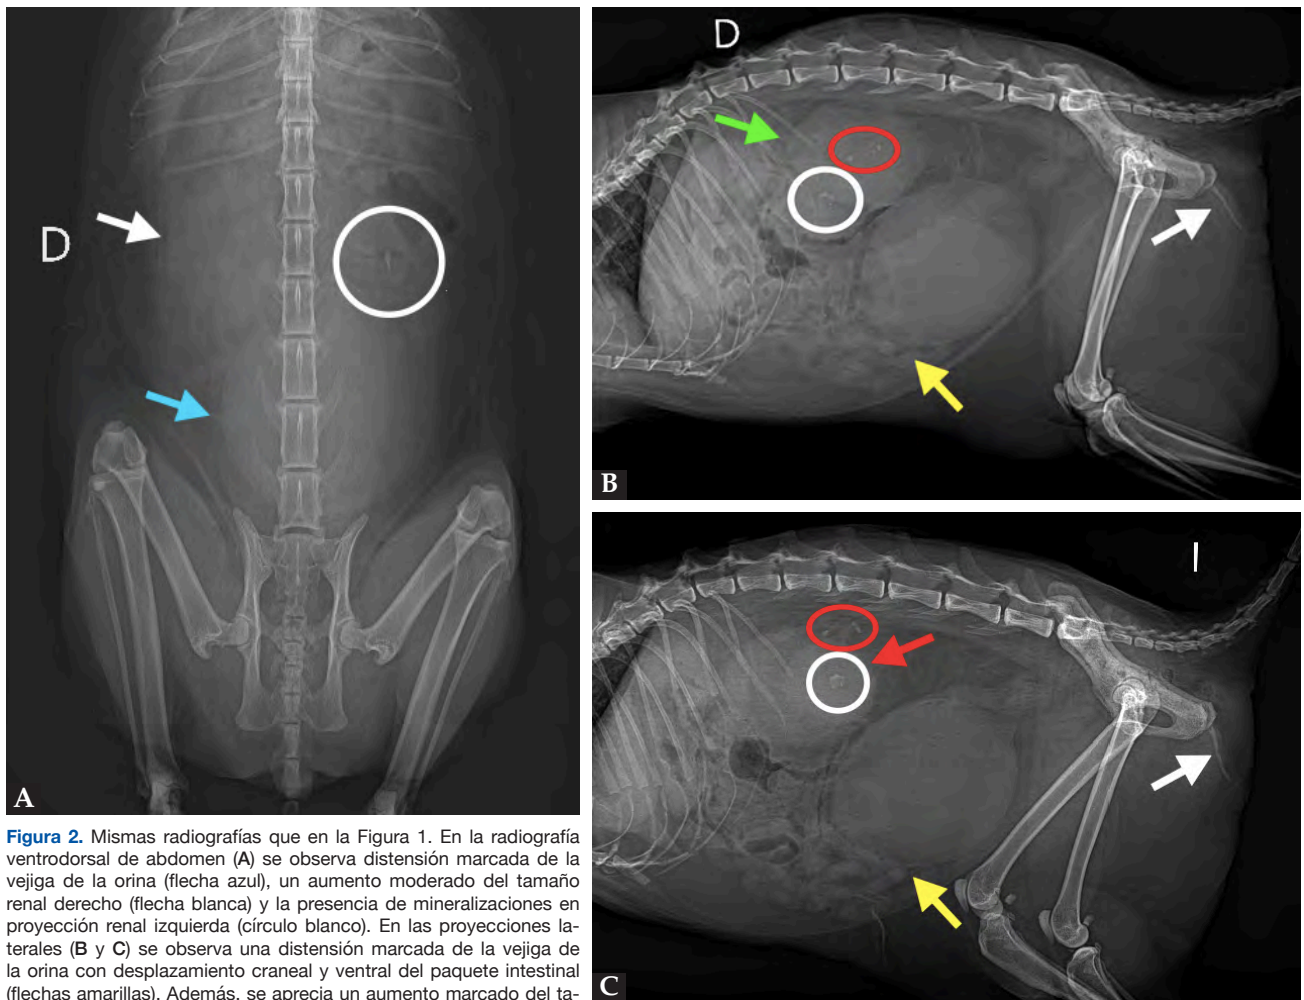 D
A
D
B
I
C
Figura 2. Mismas radiografías que en la Figura 1. En la radiografía
ventrodorsal de abdomen (A) se observa distensión marcada de la
vejiga de la orina (flecha azul), un aumento moderado del tamaño
renal derecho (flecha blanca) y la presencia de mineralizaciones en
proyección renal izquierda (círculo blanco). En las proyecciones la-
terales (B y C) se observa una distensión marcada de la vejiga de
la orina con desplazamiento craneal y ventral del paquete intestinal
(flechas amarillas). Además, se aprecia un aumento marcado del ta-